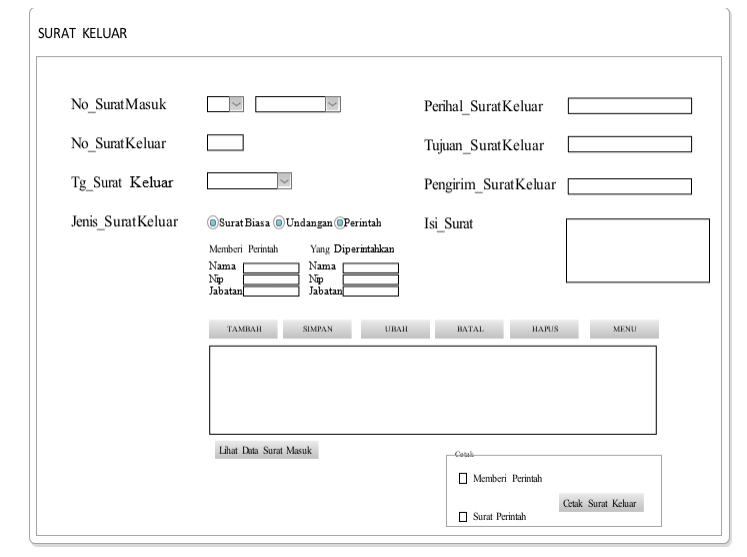 SURAT KELUAR
No_SuratMasuk
No_SuratKeluar
Tg_Surat Keluar
Jenis_SuratKeluar
Surat Biasa Undangan Perintah
Memberi Perintah Yang Diperintahkan
Nama Nama
Nip Nip
Jabatan Jabatan
Perihal_SuratKeluar
Tujuan_SuratKeluar
Pengirim_SuratKeluar
Isi_Surat
TAMBAH SIMPAN UBAH BATAL HAPUS MENU
Lihat Data Surat Masuk
Cetak
Memberi Perintah
Cetak Surat Keluar
Surat Perintah